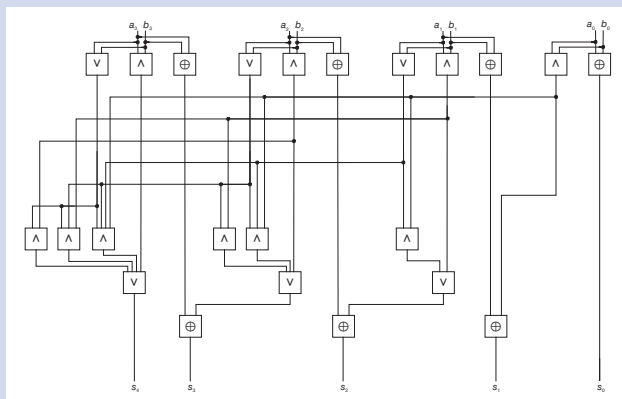 a₃ b₃ a₂ b₂ a₁ b₁ a₀ b₀
∨ ∧ ⊕ ∨ ∧ ⊕ ∨ ∧ ⊕ ∧ ⊕
∧ ∧ ∧ ∧ ∧ ∧
∨ ∨ ∨
⊕ ⊕ ⊕
s₄ s₃ s₂ s₁ s₀